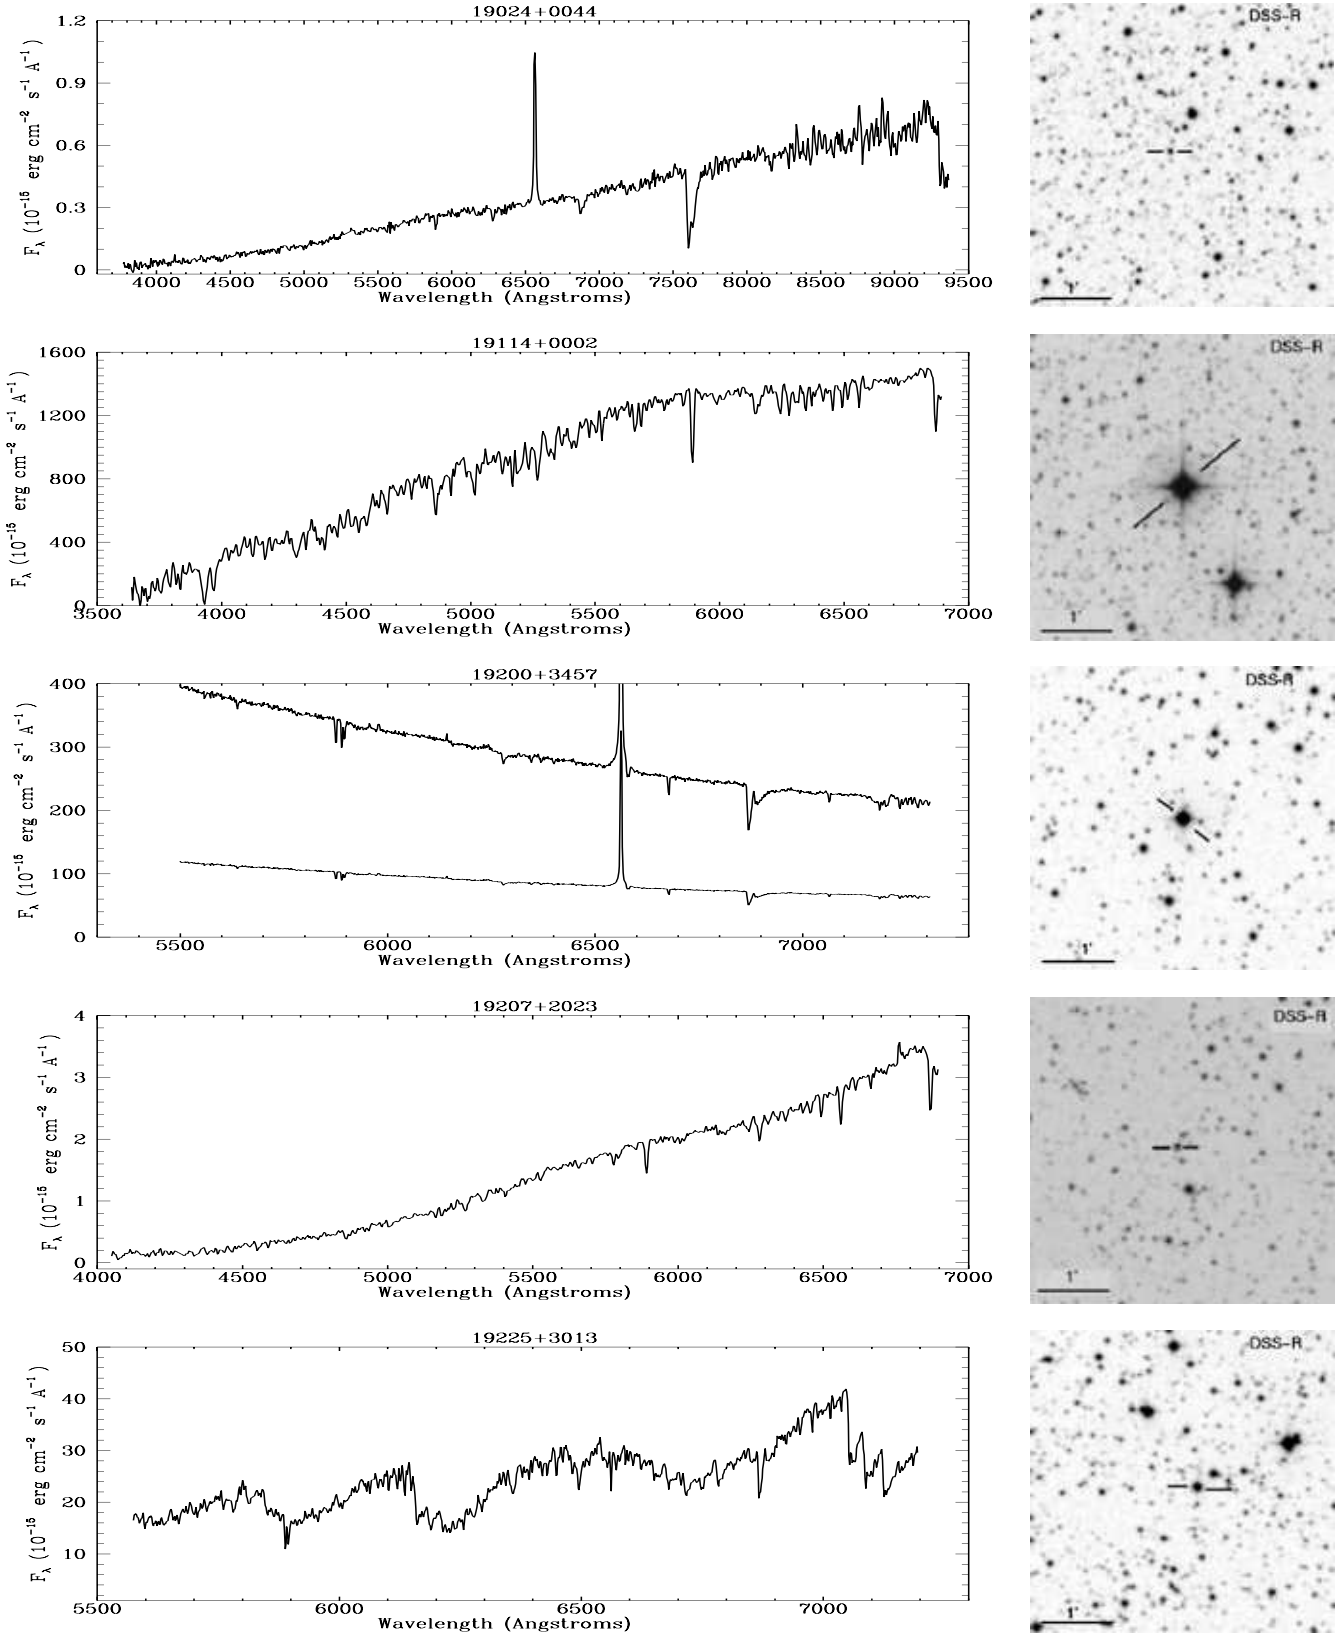 19024+0044
DSS-R
1.2
0.9
0.6
0.3
0
F_λ (10^-15 erg cm^-2 s^-1 A^-1)
4000 4500 5000 5500 6000 6500 7000 7500 8000 8500 9000 9500
Wavelength (Angstroms)
1'
19114+0002
DSS-R
1600
1200
800
400
0
F_λ (10^-15 erg cm^-2 s^-1 A^-1)
3500 4000 4500 5000 5500 6000 6500 7000
Wavelength (Angstroms)
1'
19200+3457
DSS-R
400
300
200
100
0
F_λ (10^-15 erg cm^-2 s^-1 A^-1)
5500 6000 6500 7000
Wavelength (Angstroms)
1'
19207+2023
DSS-R
4
3
2
1
0
F_λ (10^-15 erg cm^-2 s^-1 A^-1)
4000 4500 5000 5500 6000 6500 7000
Wavelength (Angstroms)
1'
19225+3013
DSS-R
50
40
30
20
10
F_λ (10^-15 erg cm^-2 s^-1 A^-1)
5500 6000 6500 7000
Wavelength (Angstroms)
1'